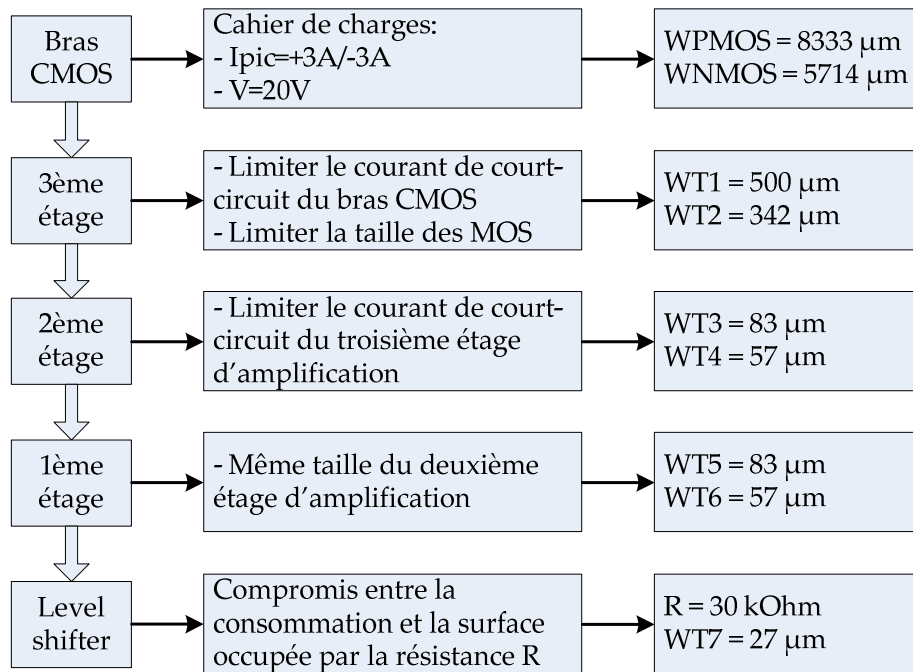 Bras
CMOS
Cahier de charges:
- Ipic=+3A/-3A
- V=20V
WPMOS = 8333 µm
WNMOS = 5714 µm
3ème
étage
- Limiter le courant de court-
circuit du bras CMOS
- Limiter la taille des MOS
WT1 = 500 µm
WT2 = 342 µm
2ème
étage
- Limiter le courant de court-
circuit du troisième étage
d’amplification
WT3 = 83 µm
WT4 = 57 µm
1ème
étage
- Même taille du deuxième
étage d’amplification
WT5 = 83 µm
WT6 = 57 µm
Level
shifter
Compromis entre la
consommation et la surface
occupée par la résistance R
R = 30 kOhm
WT7 = 27 µm